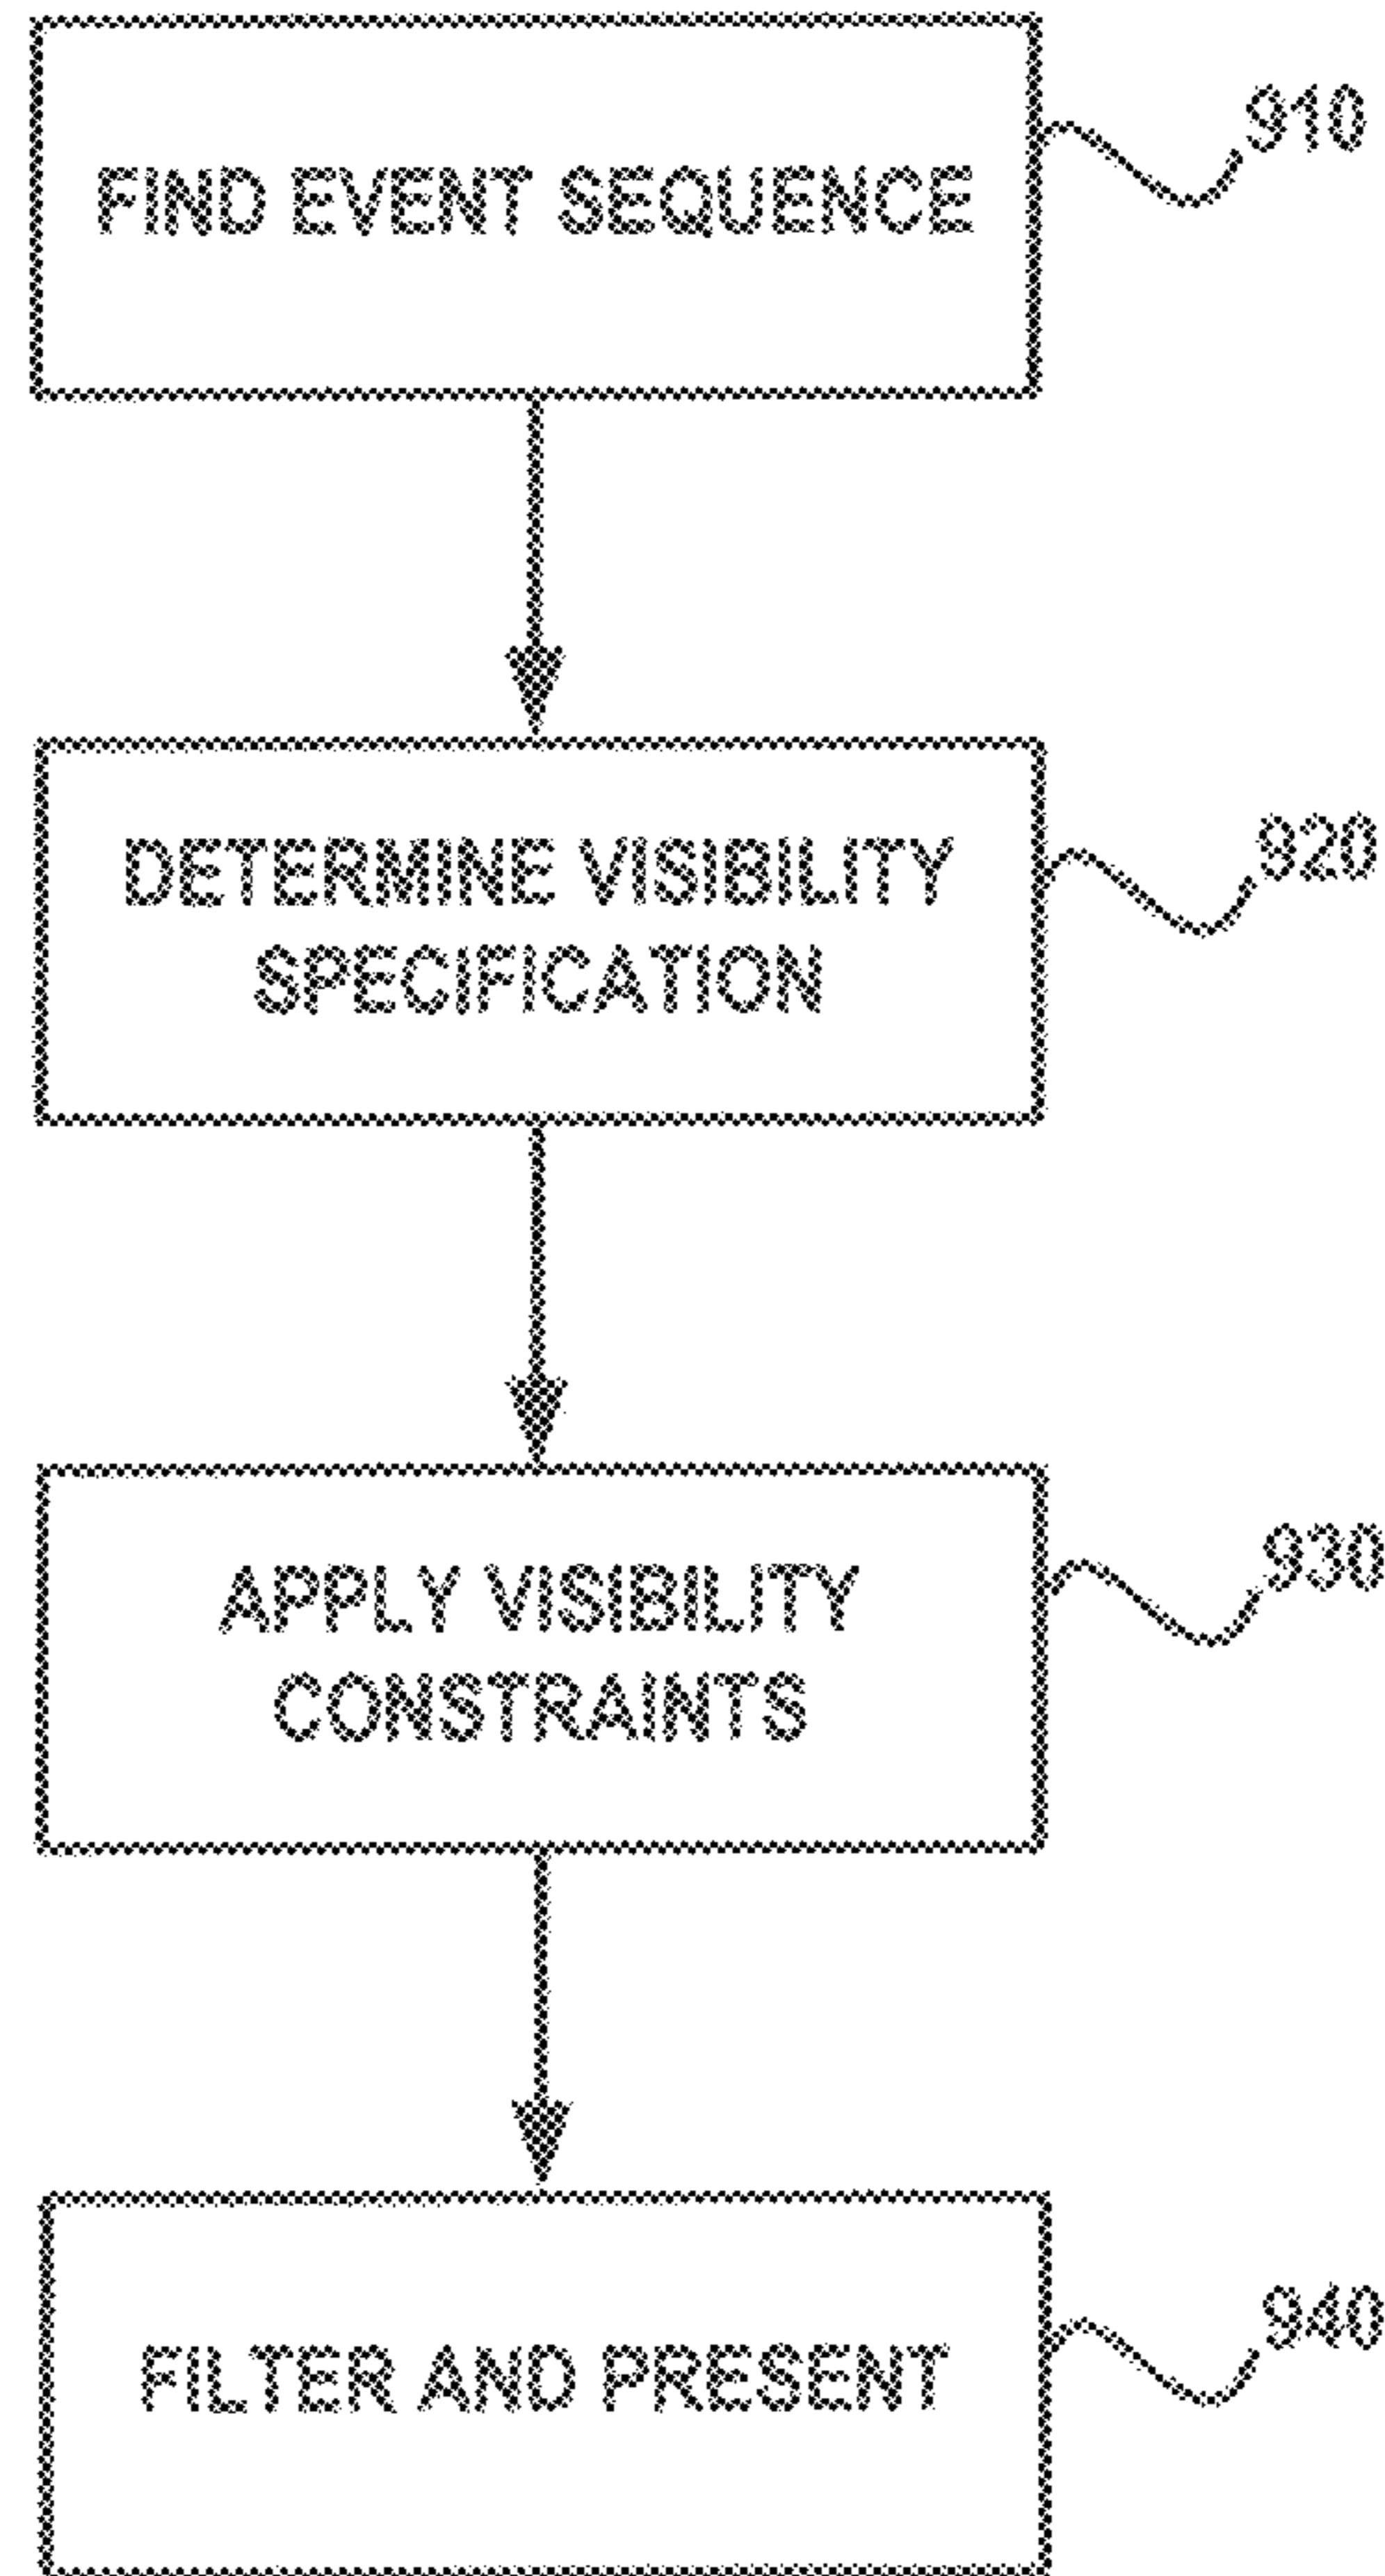 FIND EVENT SEQUENCE
910
DETERMINE VISIBILITY
SPECIFICATION
920
APPLY VISIBILITY
CONSTRAINTS
930
FILTER AND PRESENT
940